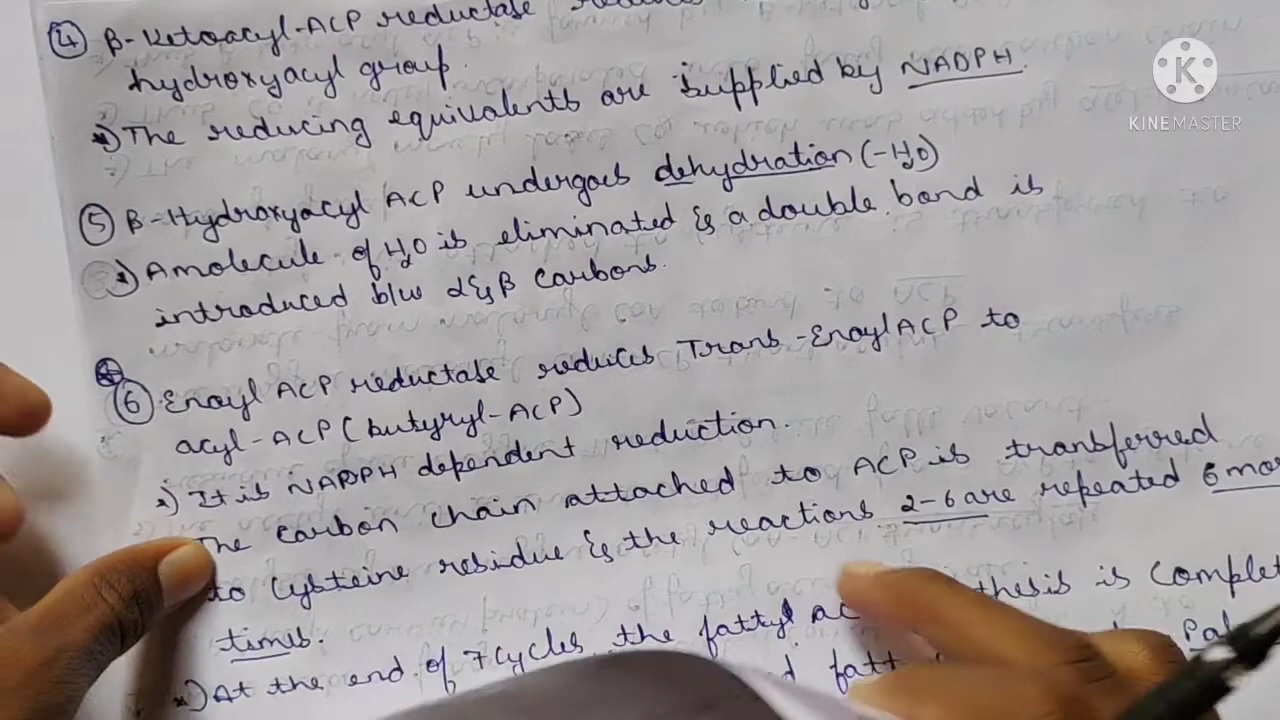 ④ β-Ketoacyl-ACP reductase
hydroxyacyl group.
*) The reducing equivalents are supplied by NADPH.
⑤ β-Hydroxyacyl ACP undergoes dehydration (-H₂O)
*) A molecule of H₂O is eliminated & a double bond is
introduced b/w α & β carbons.
⑥ Enoyl ACP reductase reduces Trans-Enoyl ACP to
acyl-ACP (butyryl-ACP)
*) It is NADPH dependent reduction.
The carbon chain attached to ACP is transferred
to Cysteine residue & the reactions 2-6 are repeated 6
times.
*) At the end of 7 cycles, the fatty is
K
KINEMASTER